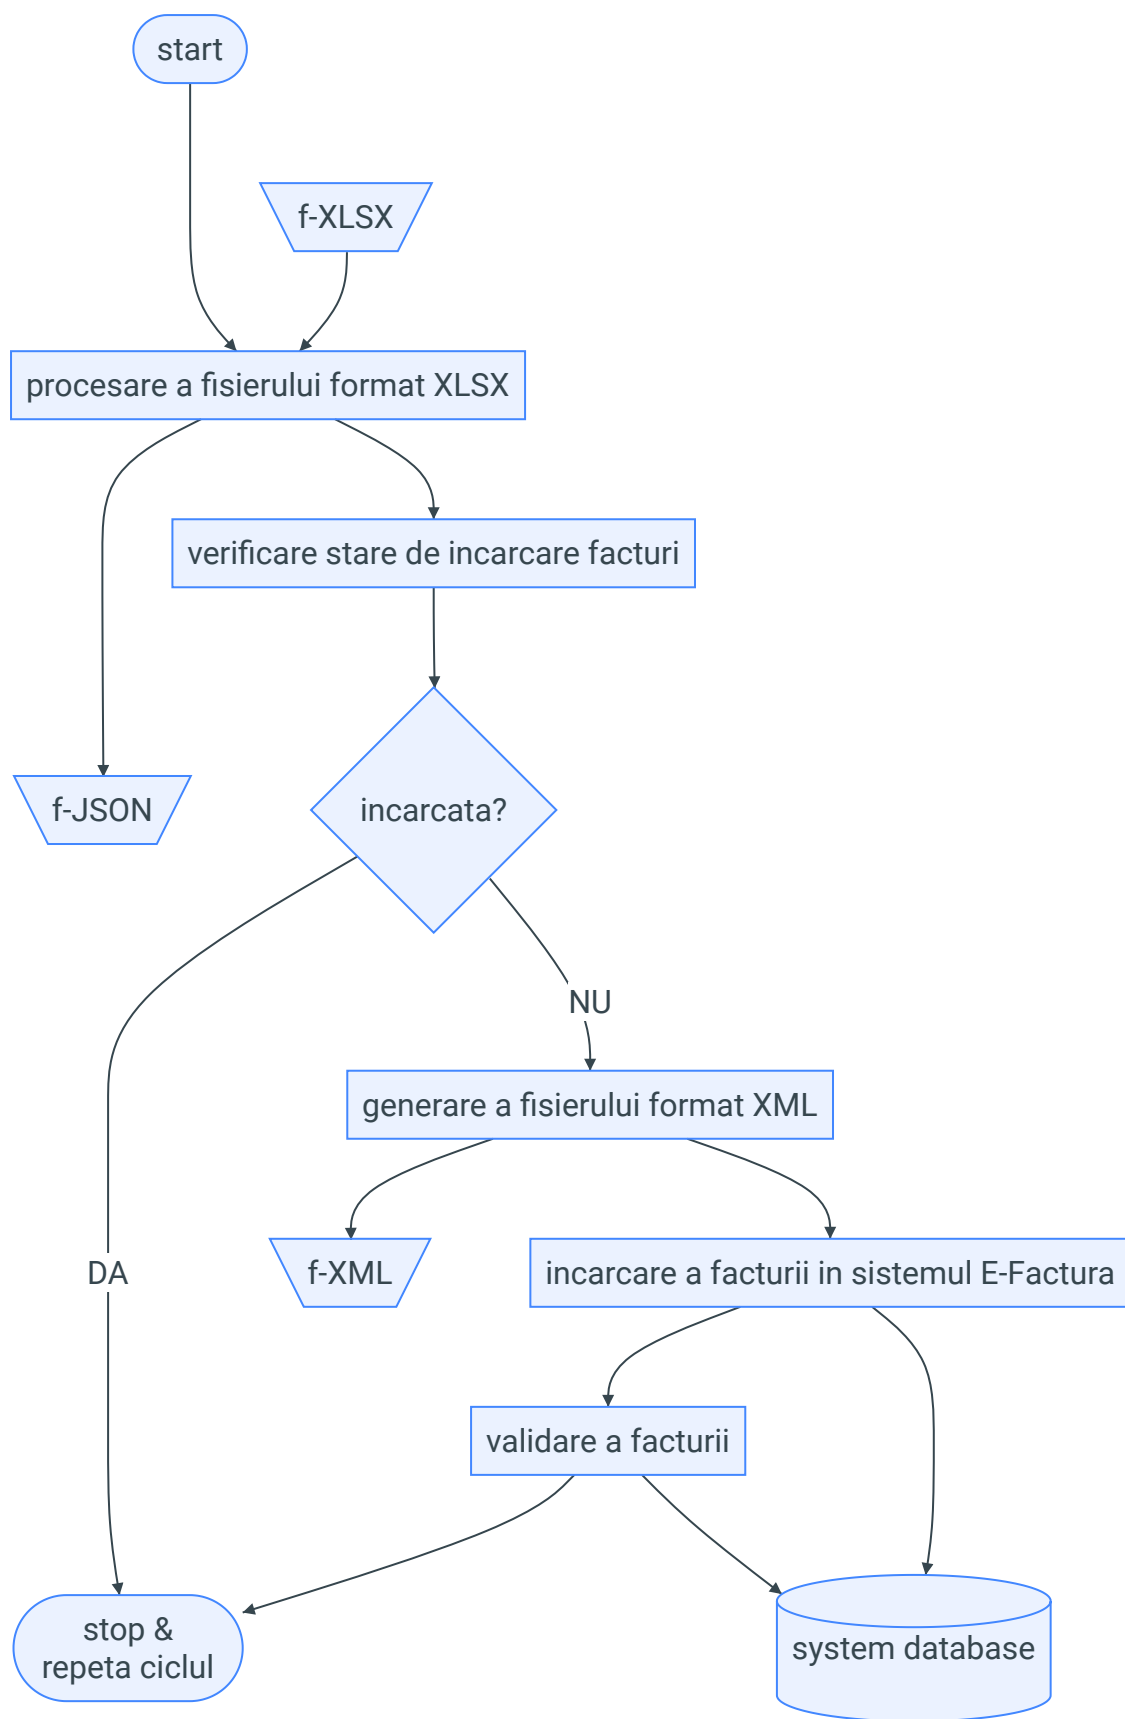 start
f-XLSX
procesare a fisierului format XLSX
verificare stare de incarcare facturi
f-JSON
incarcata?
NU
generare a fisierului format XML
DA
f-XML
incarcare a facturii in sistemul E-Factura
validare a facturii
stop &
repeta ciclul
system database